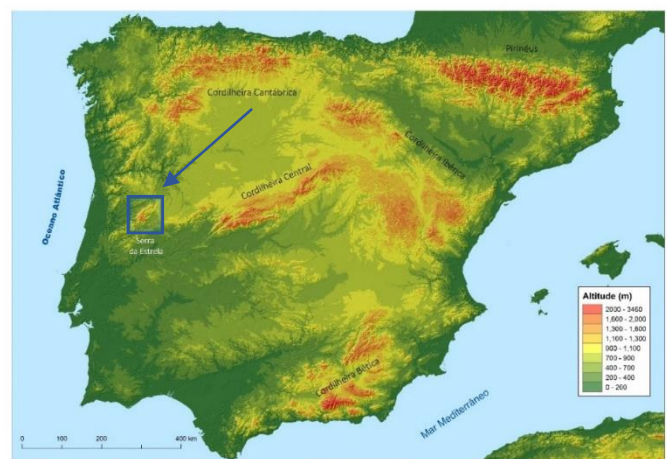 Pirinéus
Cordilheira Cantábrica
Cordilheira Ibérica
Cordilheira Central
Oceano Atlântico
Serra
da Estrela
Cordilheira Bética
Mar Mediterrâneo
Altitude (m)
2000 - 3460
1,600 - 2,000
1,300 - 1,600
1,100 - 1,300
900 - 1,100
700 - 900
400 - 700
200 - 400
0 - 200
0 100 200 400 km